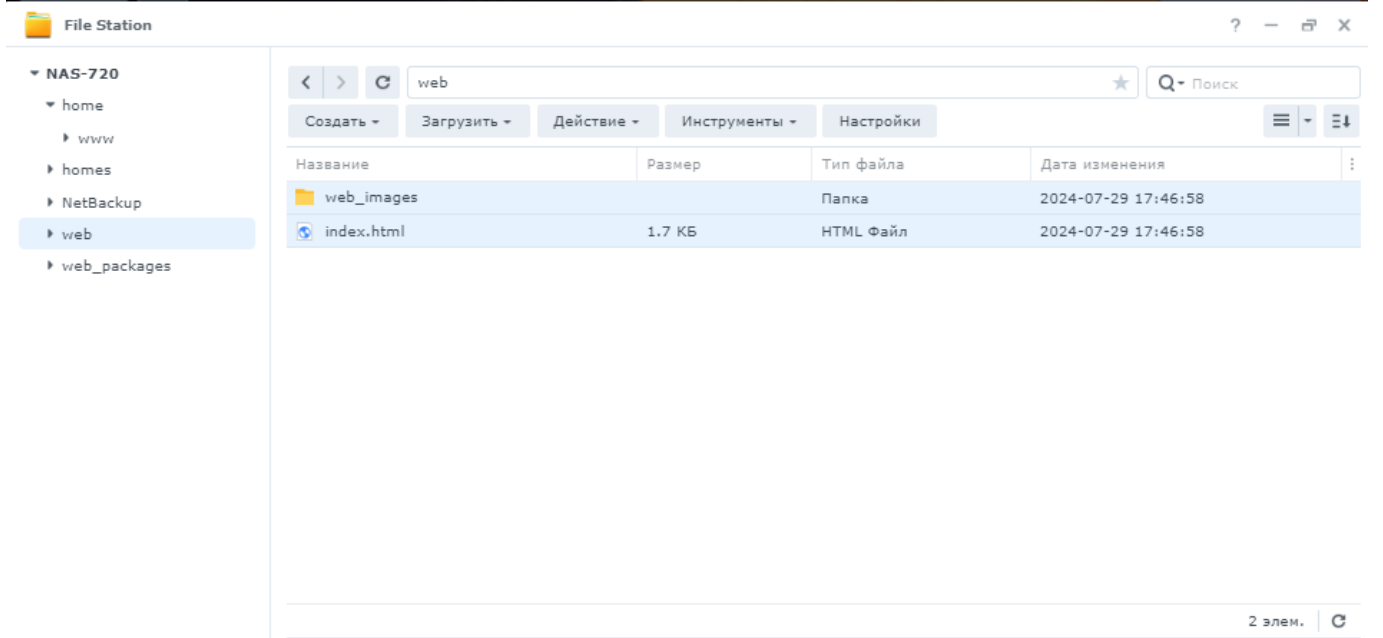 File Station
NAS-720
home
www
homes
NetBackup
web
web_packages
web
Поиск
Создать Загрузить Действие Инструменты Настройки
Название Размер Тип файла Дата изменения
web_images Папка 2024-07-29 17:46:58
index.html 1.7 КБ HTML Файл 2024-07-29 17:46:58
2 элем.